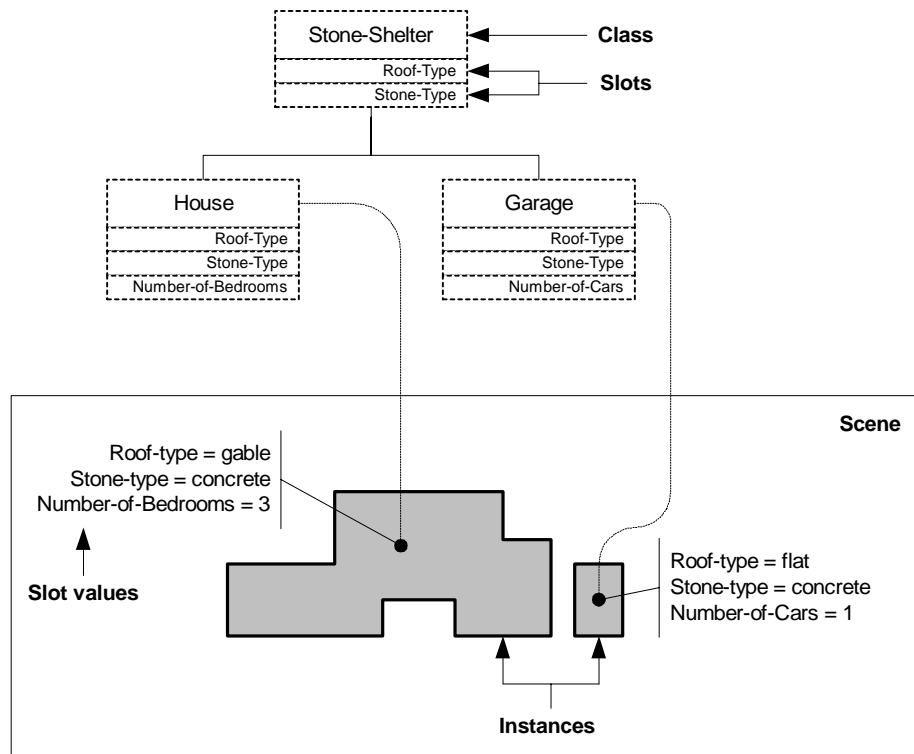 Stone-Shelter
Class
Roof-Type
Slots
Stone-Type
House
Roof-Type
Stone-Type
Number-of-Bedrooms
Garage
Roof-Type
Stone-Type
Number-of-Cars
Scene
Roof-type = gable
Stone-type = concrete
Number-of-Bedrooms = 3
Slot values
Roof-type = flat
Stone-type = concrete
Number-of-Cars = 1
Instances